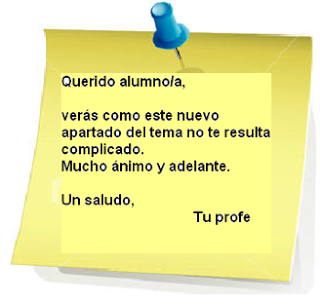 Querido alumno/a,
verás como este nuevo
apartado del tema no te resulta
complicado.
Mucho ánimo y adelante.
Un saludo,
Tu profe